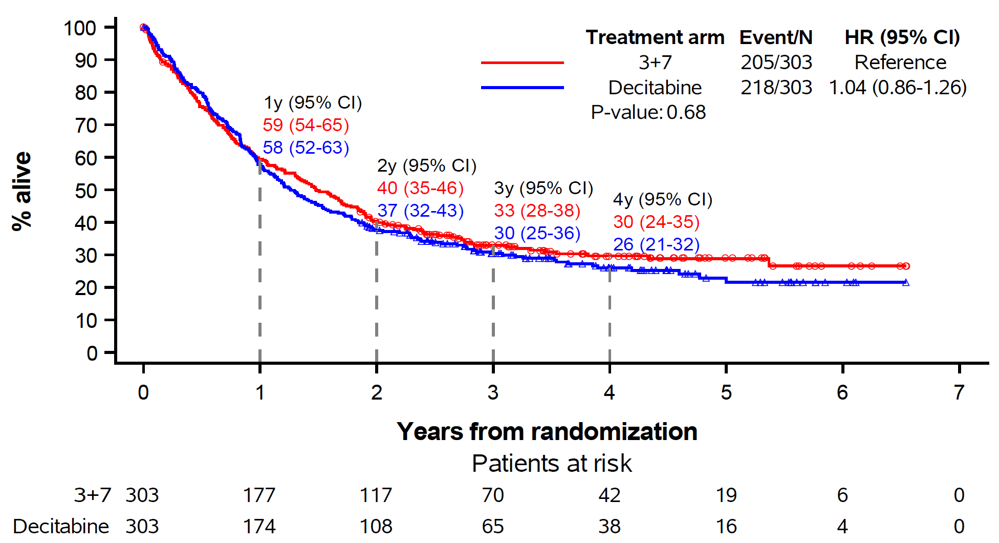 % alive
100
90
80
70
60
50
40
30
20
10
0
Treatment arm Event/N HR (95% CI)
3+7 205/303 Reference
Decitabine 218/303 1.04 (0.86-1.26)
P-value: 0.68
1y (95% CI)
59 (54-65)
58 (52-63)
2y (95% CI)
40 (35-46)
37 (32-43)
3y (95% CI)
33 (28-38)
30 (25-36)
4y (95% CI)
30 (24-35)
26 (21-32)
0 1 2 3 4 5 6 7
Years from randomization
Patients at risk
3+7 303 177 117 70 42 19 6 0
Decitabine 303 174 108 65 38 16 4 0